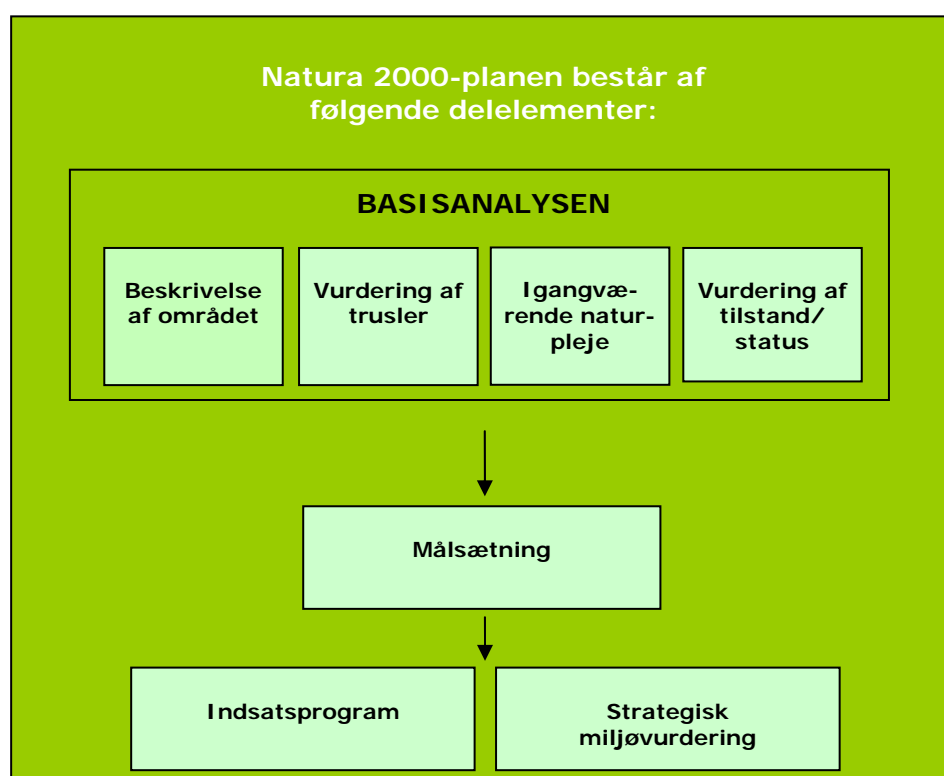 Natura 2000-planen består af
følgende delelementer:
BASISANALYSEN
Beskrivelse
af området
Vurdering af
trusler
Igangvæ-
rende natur-
pleje
Vurdering af
tilstand/
status
Målsætning
Indsatsprogram
Strategisk
miljøvurdering